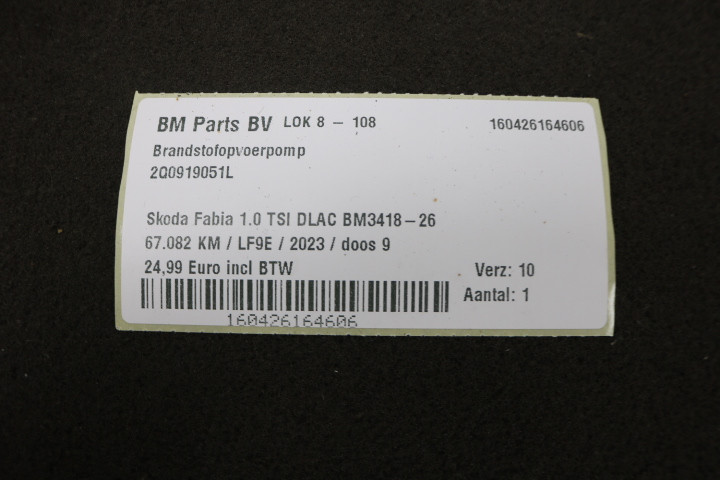 BM Parts BV LOK 8 - 108 160426164606
Brandstofopvoerpomp
2Q0919051L
Skoda Fabia 1.0 TSI DLAC BM3418-26
67.082 KM / LF9E / 2023 / doos 9
24,99 Euro incl BTW Verz: 10
Aantal: 1
160426164606